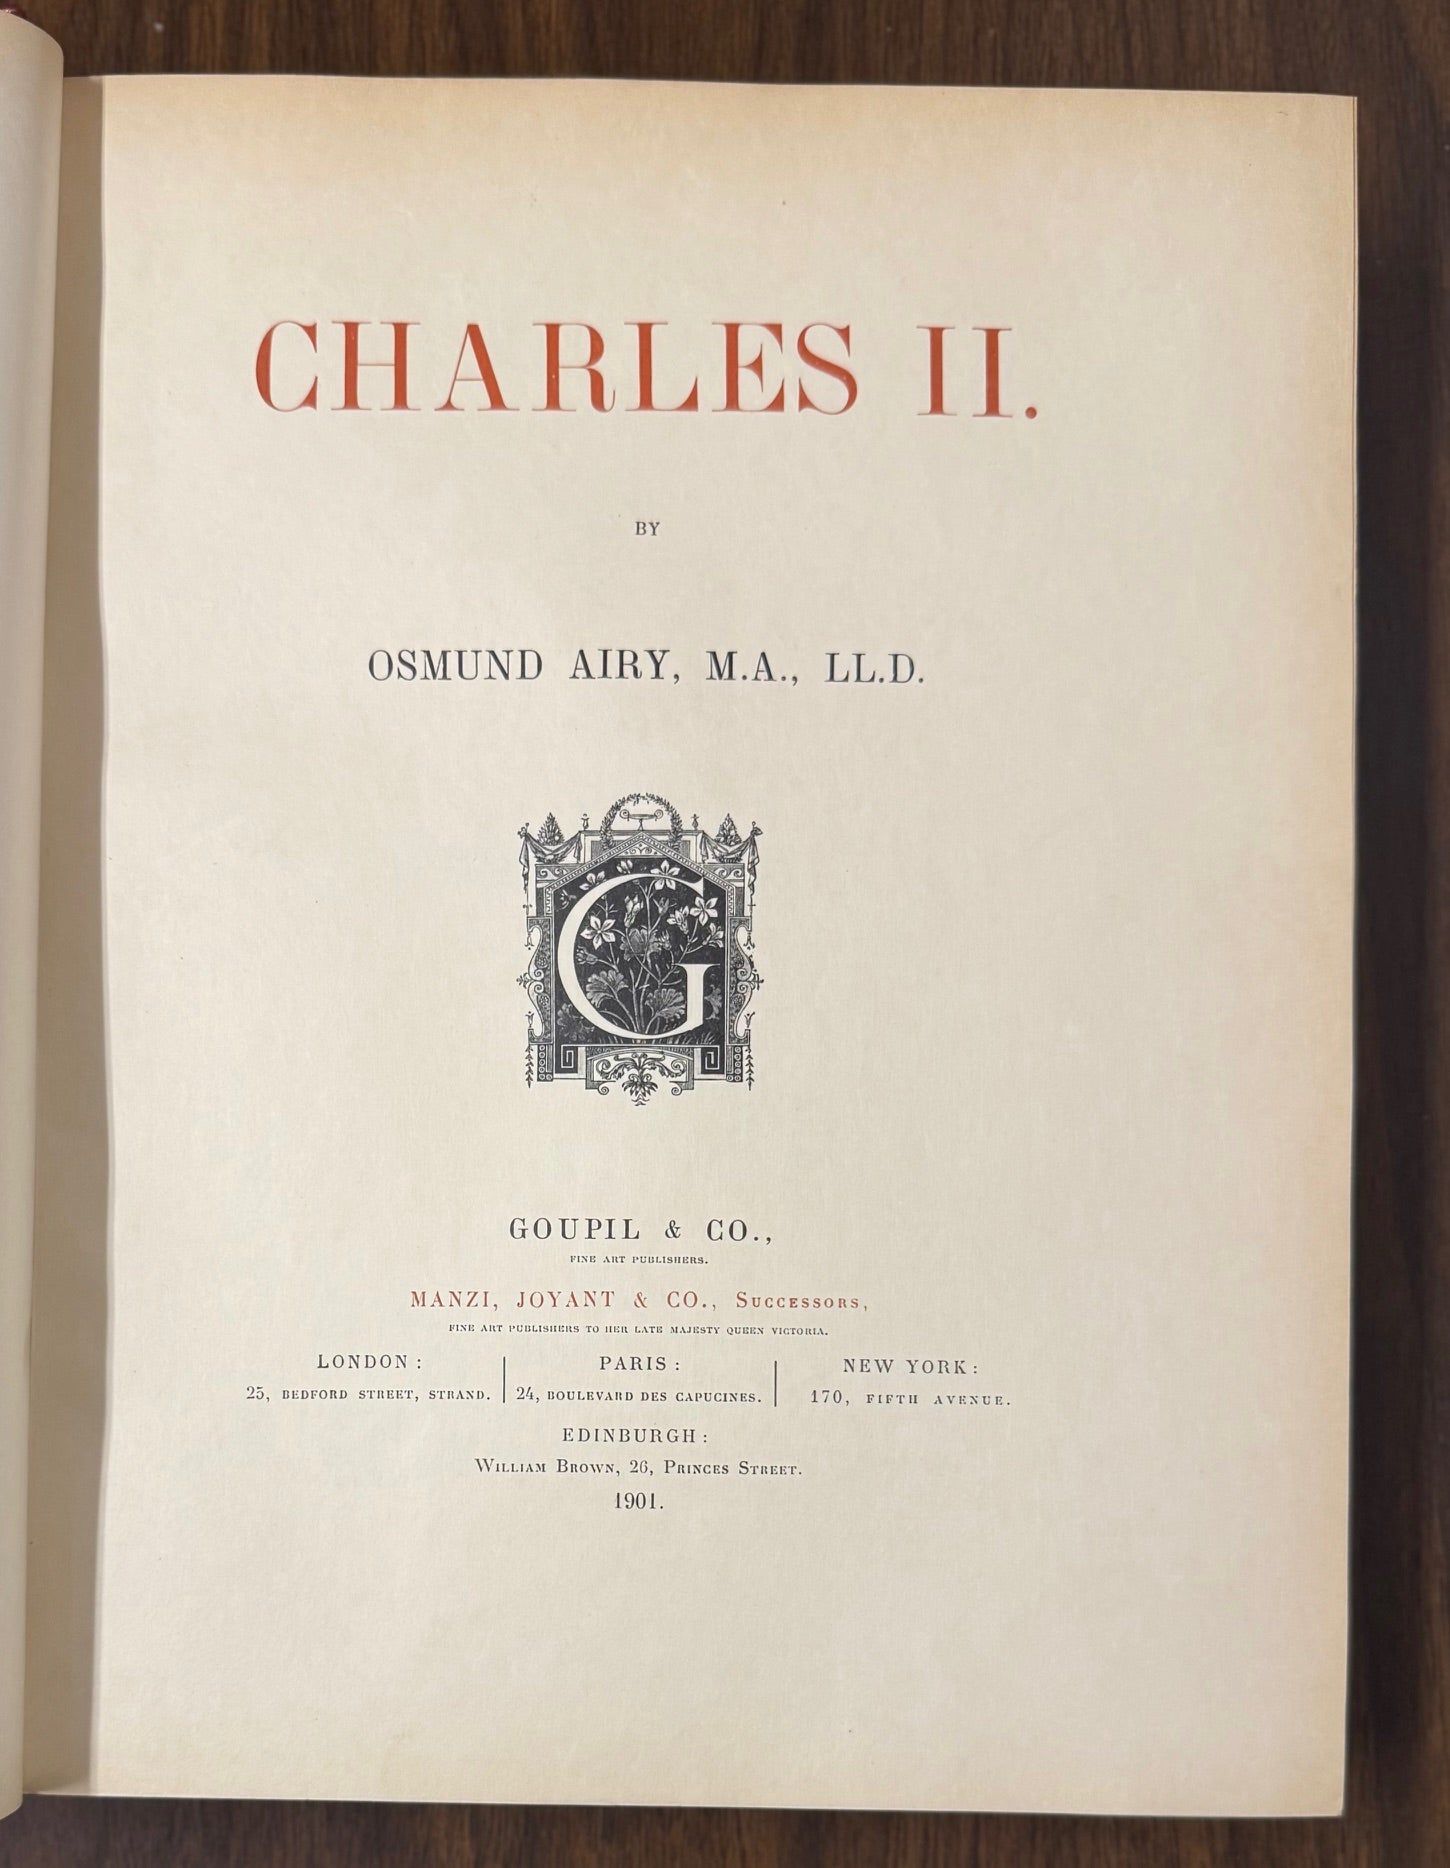 CHARLES II.
BY
OSMUND AIRY, M.A., LL.D.
G
GOUPIL & CO.,
FINE ART PUBLISHERS.
MANZI, JOYANT & CO., SUCCESSORS,
FINE ART PUBLISHERS TO HER LATE MAJESTY QUEEN VICTORIA.
LONDON: | PARIS: | NEW YORK:
25, BEDFORD STREET, STRAND. | 24, BOULEVARD DES CAPUCINES. | 170, FIFTH AVENUE.
EDINBURGH:
WILLIAM BROWN, 26, PRINCES STREET.
1901.